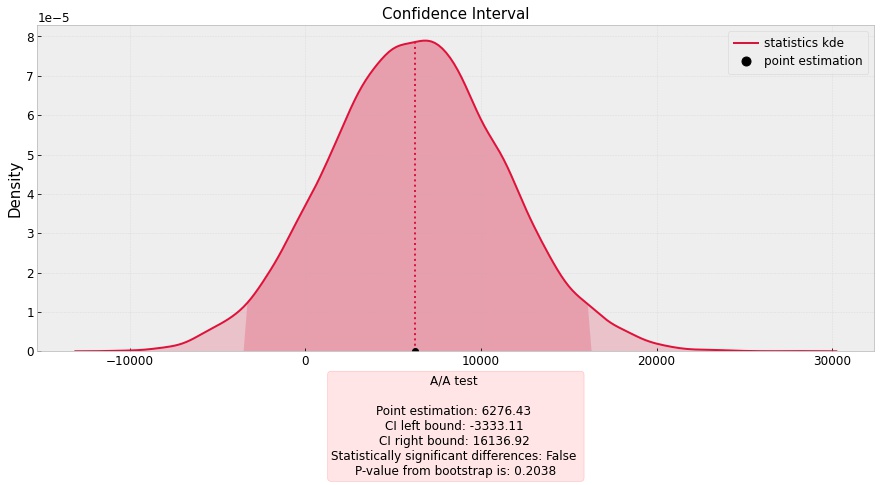 Confidence Interval
1e−5
8
7
6
5
4
3
2
1
0
Density
statistics kde
point estimation
−10000
0
10000
20000
30000
A/A test
Point estimation: 6276.43
CI left bound: -3333.11
CI right bound: 16136.92
Statistically significant differences: False
P-value from bootstrap is: 0.2038